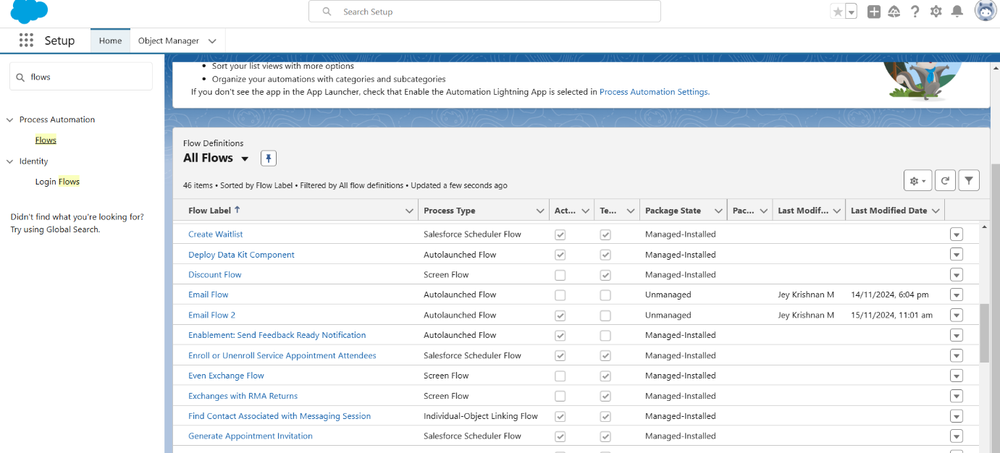 Search Setup
Setup
Home
Object Manager
flows
Process Automation
Flows
Identity
Login Flows
Didn't find what you're looking for?
Try using Global Search.
• Sort your list views with more options
• Organize your automations with categories and subcategories
If you don't see the app in the App Launcher, check that Enable the Automation Lightning App is selected in Process Automation Settings.
Flow Definitions
All Flows
46 items • Sorted by Flow Label • Filtered by All flow definitions • Updated a few seconds ago
Flow Label ↑ Process Type Act... Te... Package State Pac... Last Modif... Last Modified Date
Create Waitlist Salesforce Scheduler Flow Managed-Installed
Deploy Data Kit Component Autolaunched Flow Managed-Installed
Discount Flow Screen Flow Managed-Installed
Email Flow Autolaunched Flow Unmanaged Jey Krishnan M 14/11/2024, 6:04 pm
Email Flow 2 Autolaunched Flow Unmanaged Jey Krishnan M 15/11/2024, 11:01 am
Enablement: Send Feedback Ready Notification Autolaunched Flow Managed-Installed
Enroll or Unenroll Service Appointment Attendees Salesforce Scheduler Flow Managed-Installed
Even Exchange Flow Screen Flow Managed-Installed
Exchanges with RMA Returns Screen Flow Managed-Installed
Find Contact Associated with Messaging Session Individual-Object Linking Flow Managed-Installed
Generate Appointment Invitation Salesforce Scheduler Flow Managed-Installed